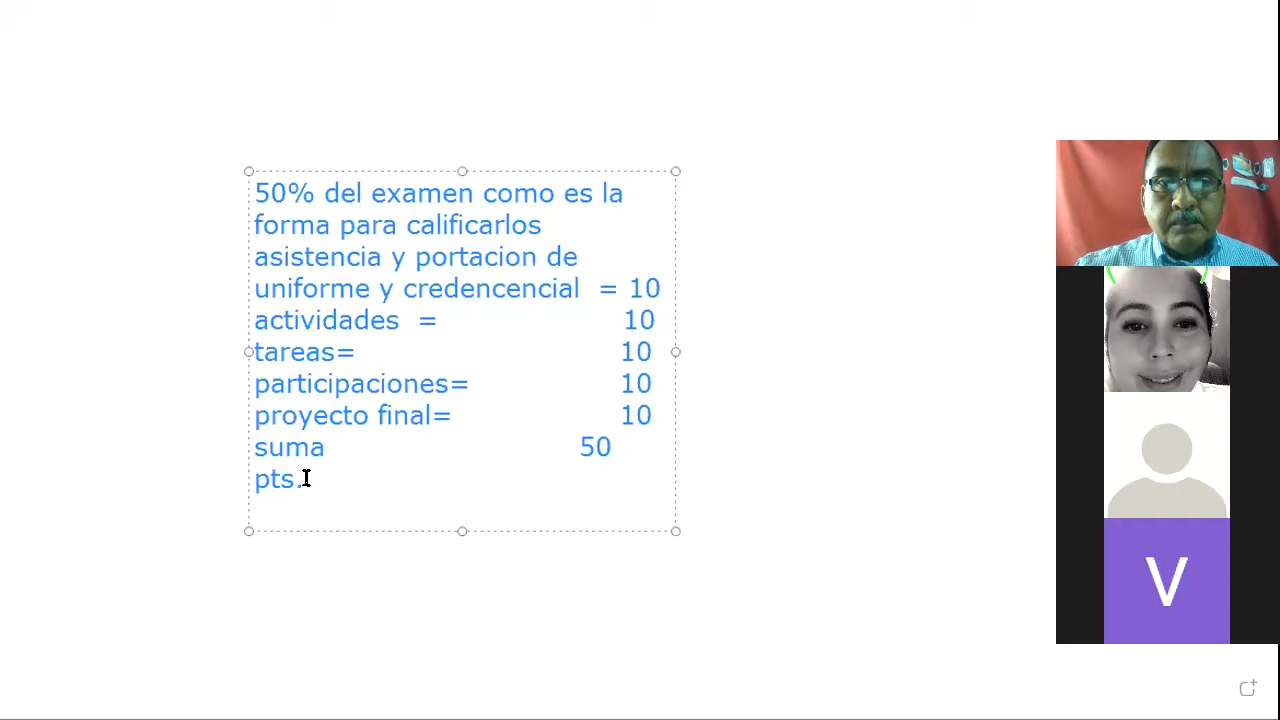 50% del examen como es la
forma para calificarlos
asistencia y portacion de
uniforme y credencencial = 10
actividades = 10
tareas= 10
participaciones= 10
proyecto final= 10
suma 50
pts.
V